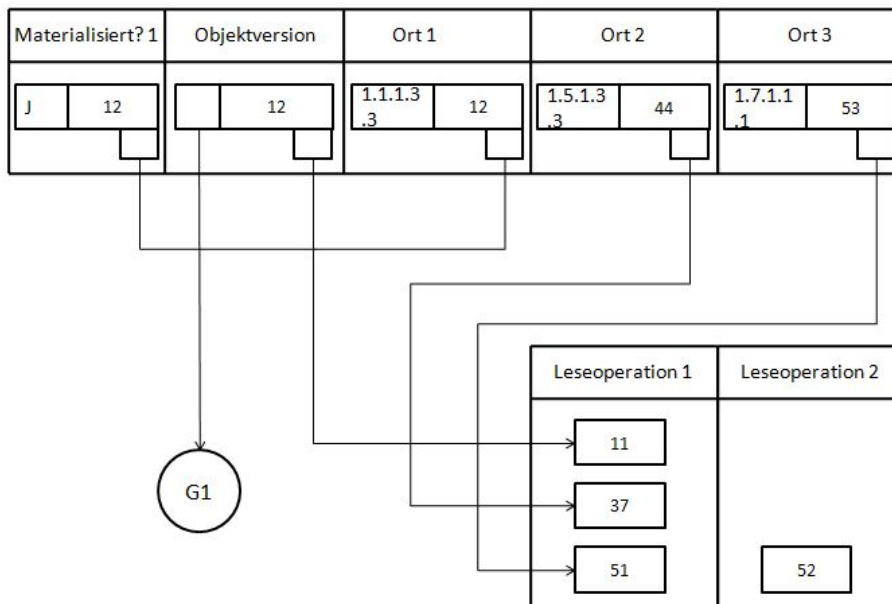 Materialisiert? 1 Objektversion Ort 1 Ort 2 Ort 3
J 12 12 1.1.1.3 12 1.5.1.3 44 1.7.1.1 53
.3 .3 .1
Leseoperation 1 Leseoperation 2
11
G1 37
51 52